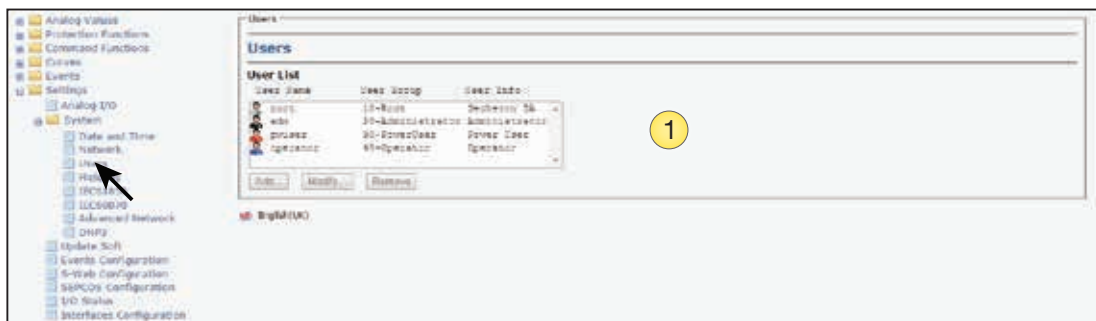 Analog Values
Protection Functions
Command Functions
Curves
Events
Settings
Analog I/O
System
Date and Time
Network
Users
Advanced Network
DNP3
Update Soft
Events Configuration
S-Web Configuration
SEPCOS Configuration
I/O Status
Interfaces Configuration
Users
Users
User List
User Name User Group User Info
root 10-Root Secheron SA
adm 20-Administrator Administrator
pwuser 30-PowerUser Power User
operator Operator Operator
Add... Modify... Remove
English(UK)
1